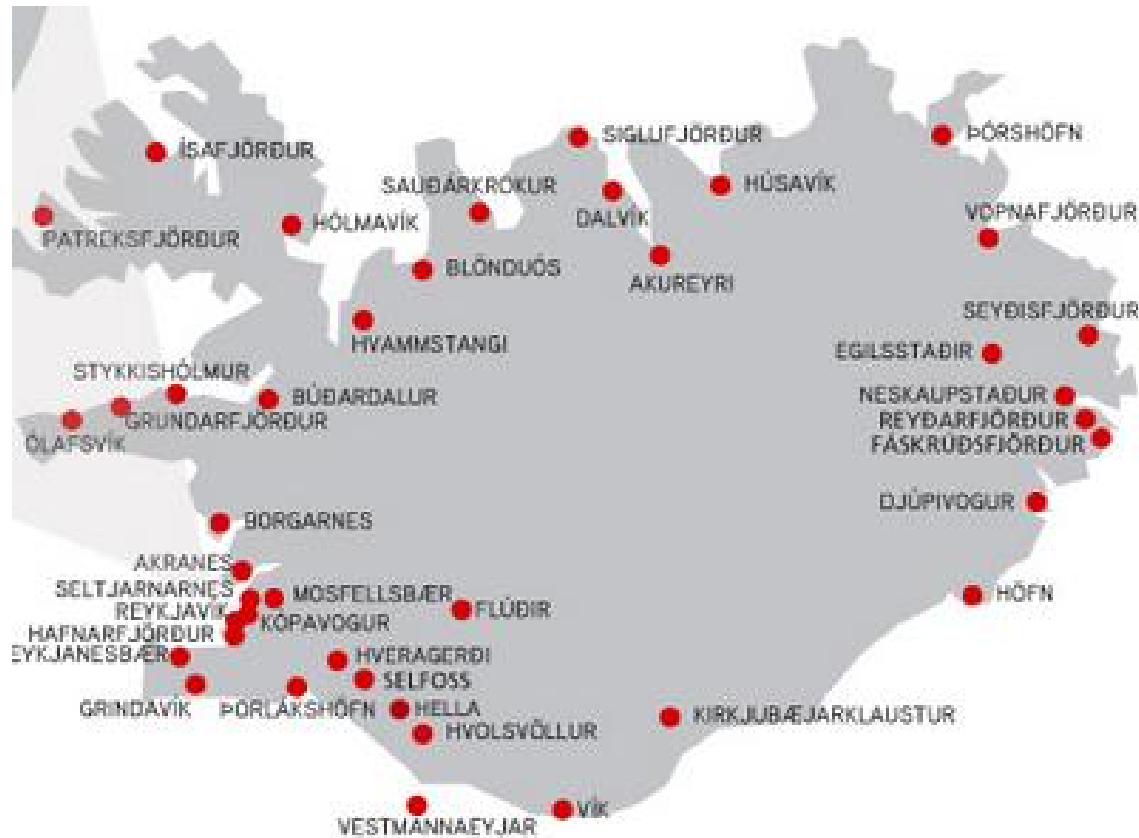 SIGLUFJÖRÐUR
ÞÓRSHÖFN
ÍSAFJÖRÐUR
SAUÐÁRKRÓKUR
HÚSAVÍK
DALVÍK
VOPNAFJÖRÐUR
HÓLMAVÍK
PATREKSFJÖRÐUR
BLÖNDUÓS
AKUREYRI
SEYÐISFJÖRÐUR
HVAMMSTANGI
EGILSSTAÐIR
STYKKISHÓLMUR
BÚÐARDALUR
NESKAUPSTAÐUR
GRUNDARFJÖRÐUR
REYÐARFJÖRÐUR
ÓLAFSVÍK
FÁSKRÚÐSFJÖRÐUR
DJÚPIVOGUR
BORGARNES
AKRANES
SELTJARNARNES
MOSFELLSBÆR
HÖFN
REYKJAVÍK
FLÚÐIR
KÓPAVOGUR
HAFNARFJÖRÐUR
EYKJANESBÆR
HVERAGERÐI
SELFOSS
GRINDAVÍK
ÞORLÁKSHÖFN
HELLA
KIRKJUBÆJARKLAUSTUR
HVOLSVÖLLUR
VÍK
VESTMANNAEYJAR